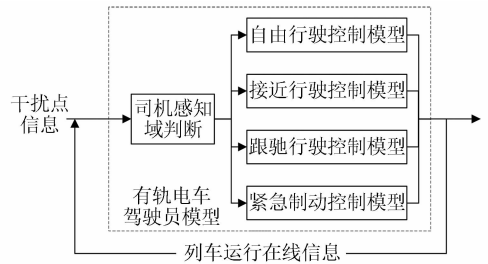 自由行驶控制模型
接近行驶控制模型
干扰点
信息
司机感知
域判断
跟驰行驶控制模型
有轨电车
驾驶员模型
紧急制动控制模型
列车运行在线信息